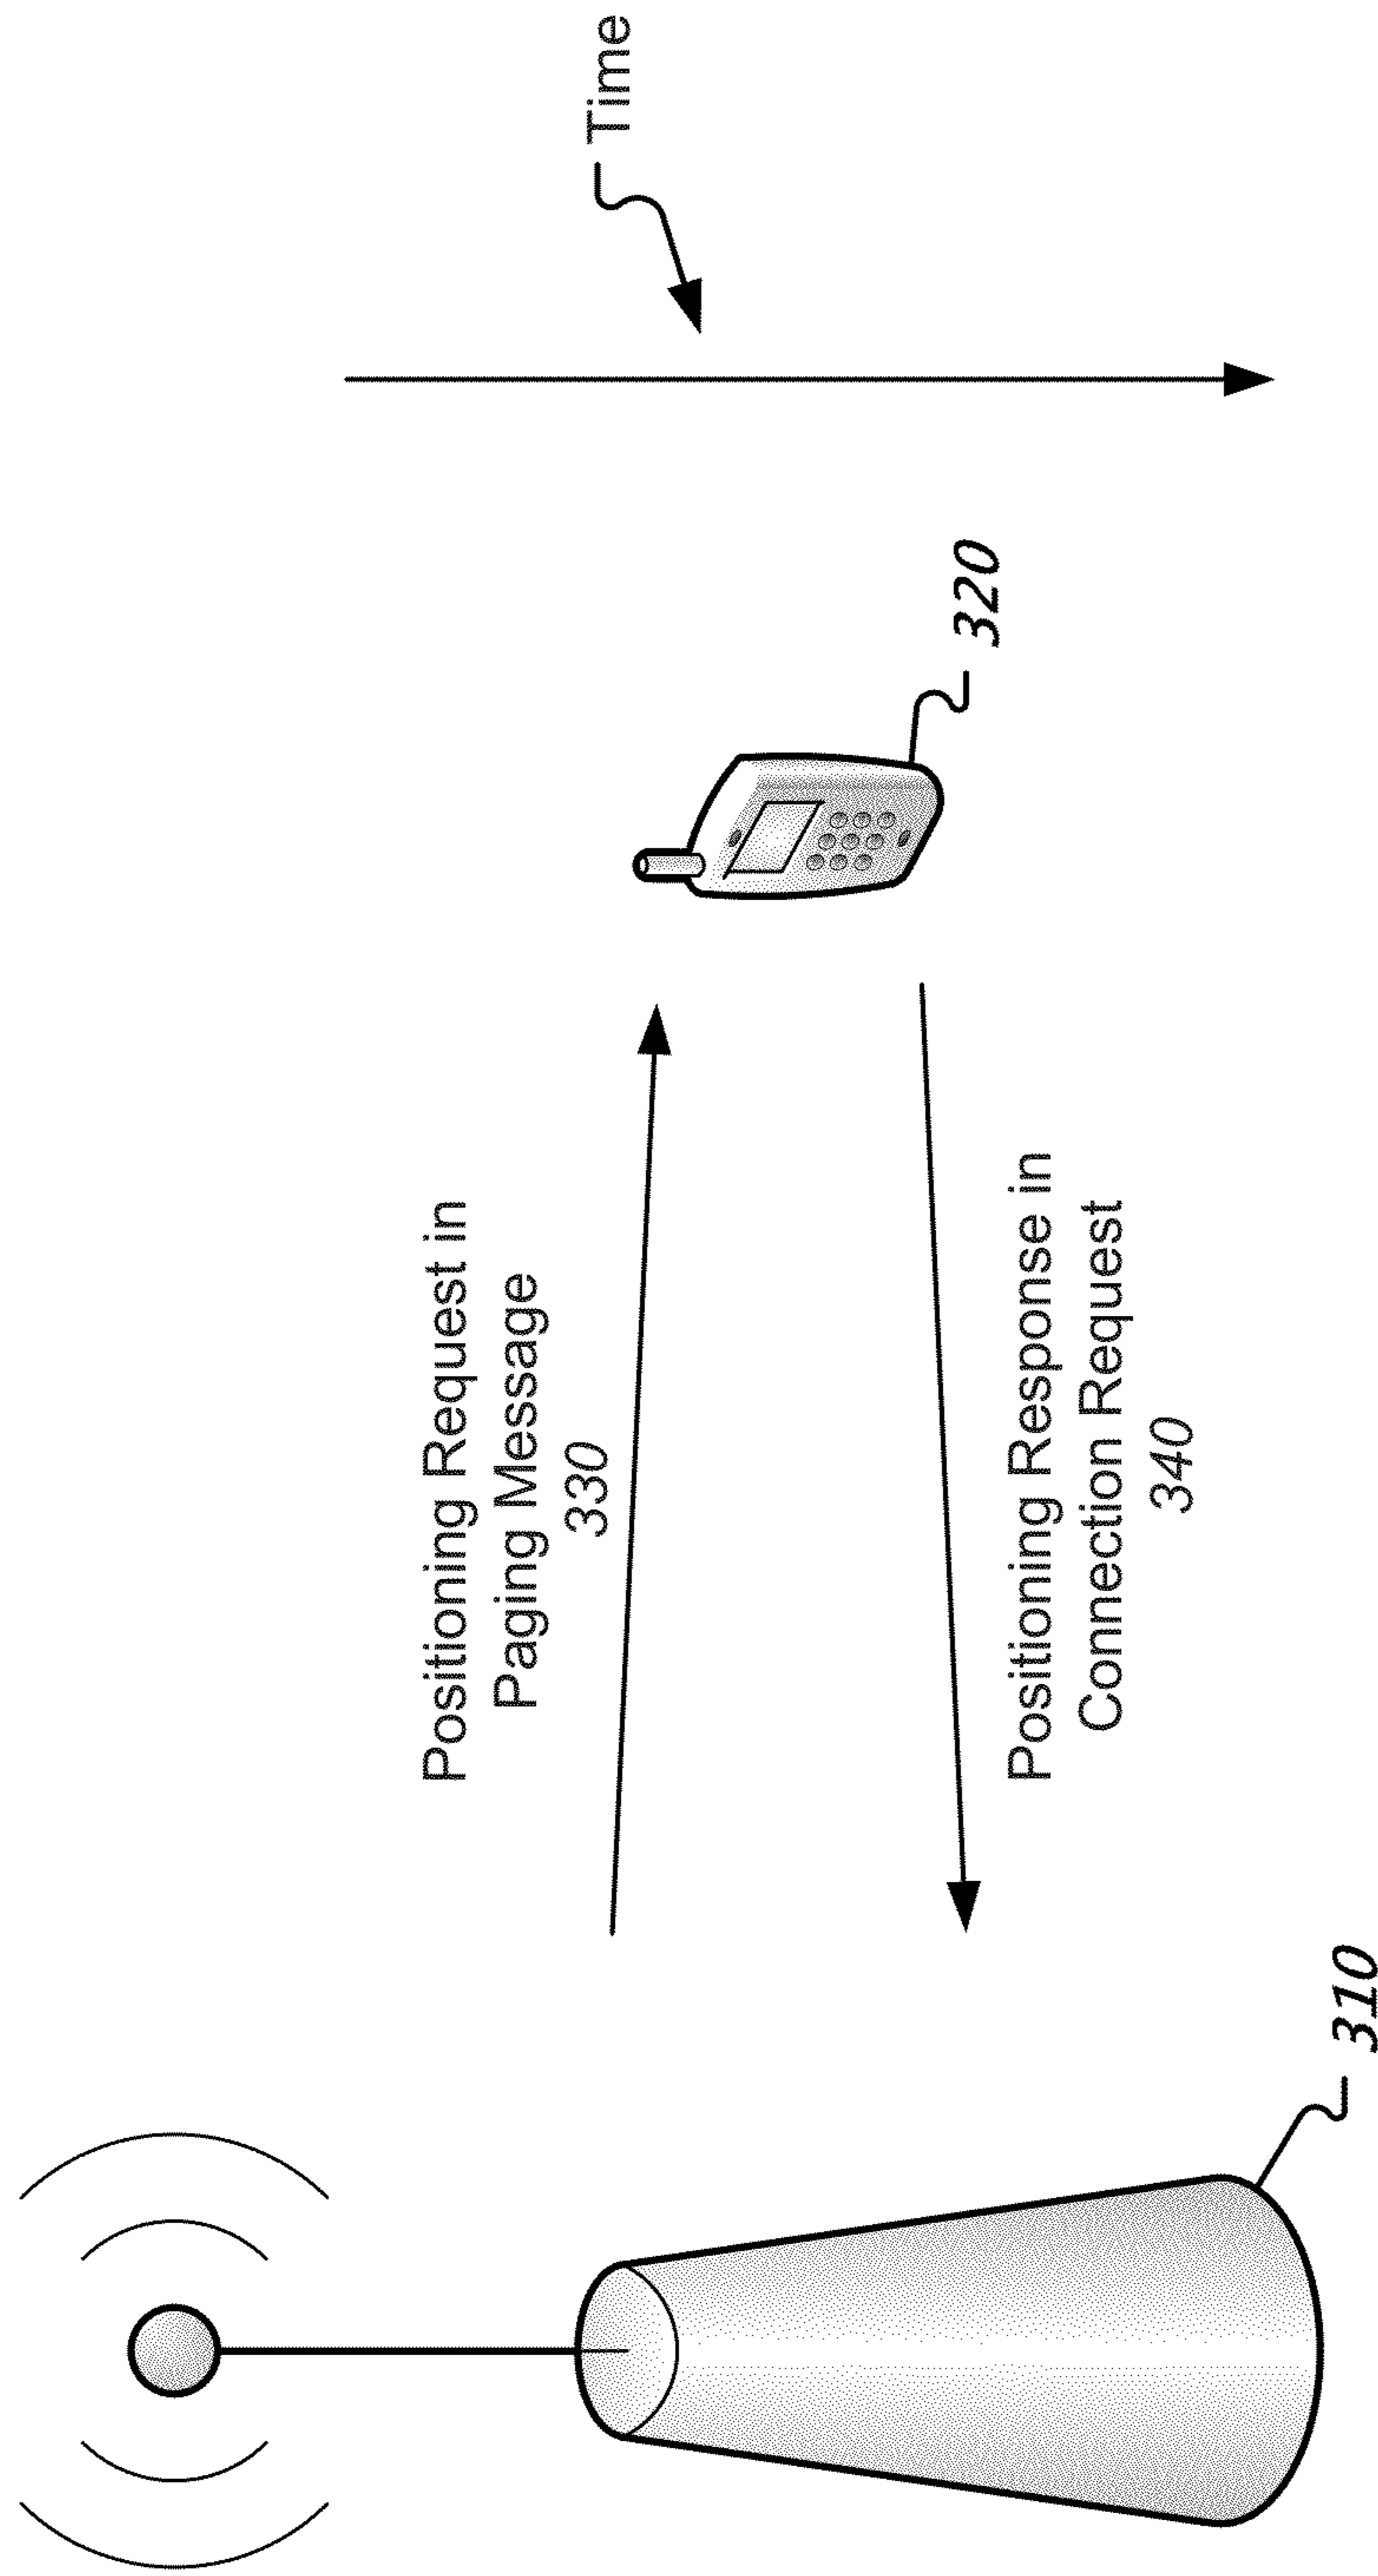 Positioning Request in
Paging Message
330
Time
320
Positioning Response in
Connection Request
340
310